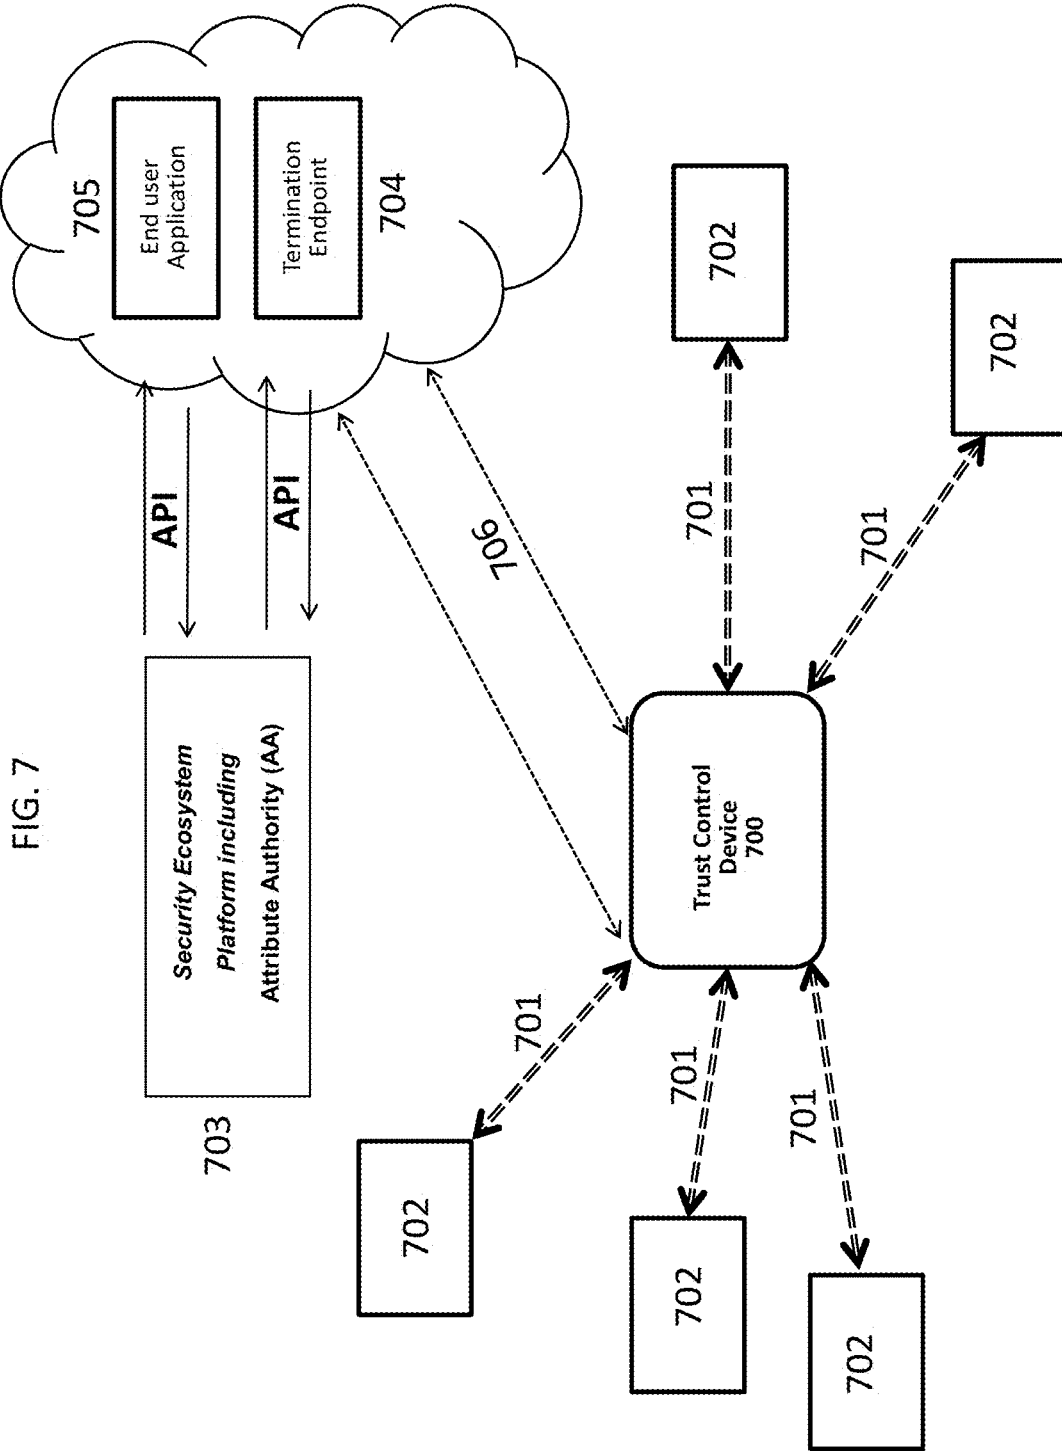 FIG. 7
703
Security Ecosystem
Platform including
Attribute Authority (AA)
API
API
705
End user
Application
Termination
Endpoint
704
706
702
701
Trust Control
Device
700
701
702
702
701
701
702
702
701